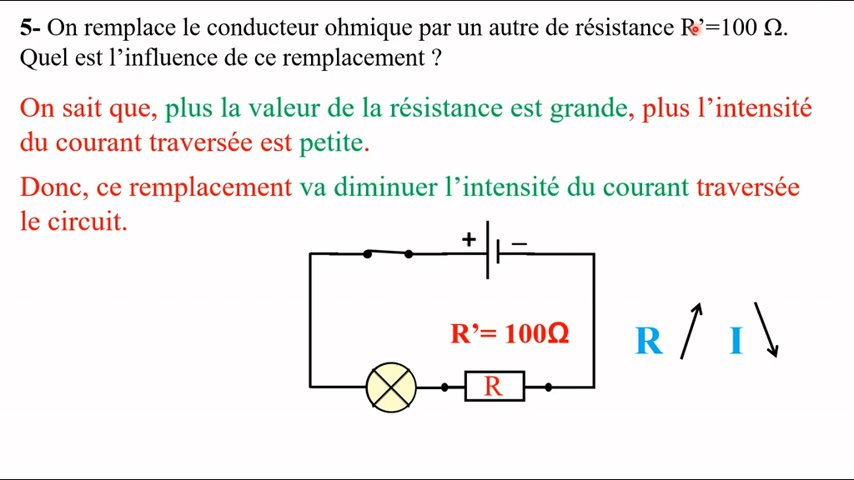 5- On remplace le conducteur ohmique par un autre de résistance R’=100 Ω.
Quel est l’influence de ce remplacement ?
On sait que, plus la valeur de la résistance est grande, plus l’intensité
du courant traversée est petite.
Donc, ce remplacement va diminuer l’intensité du courant traversée
le circuit.
+ −
R’= 100Ω
R I
R